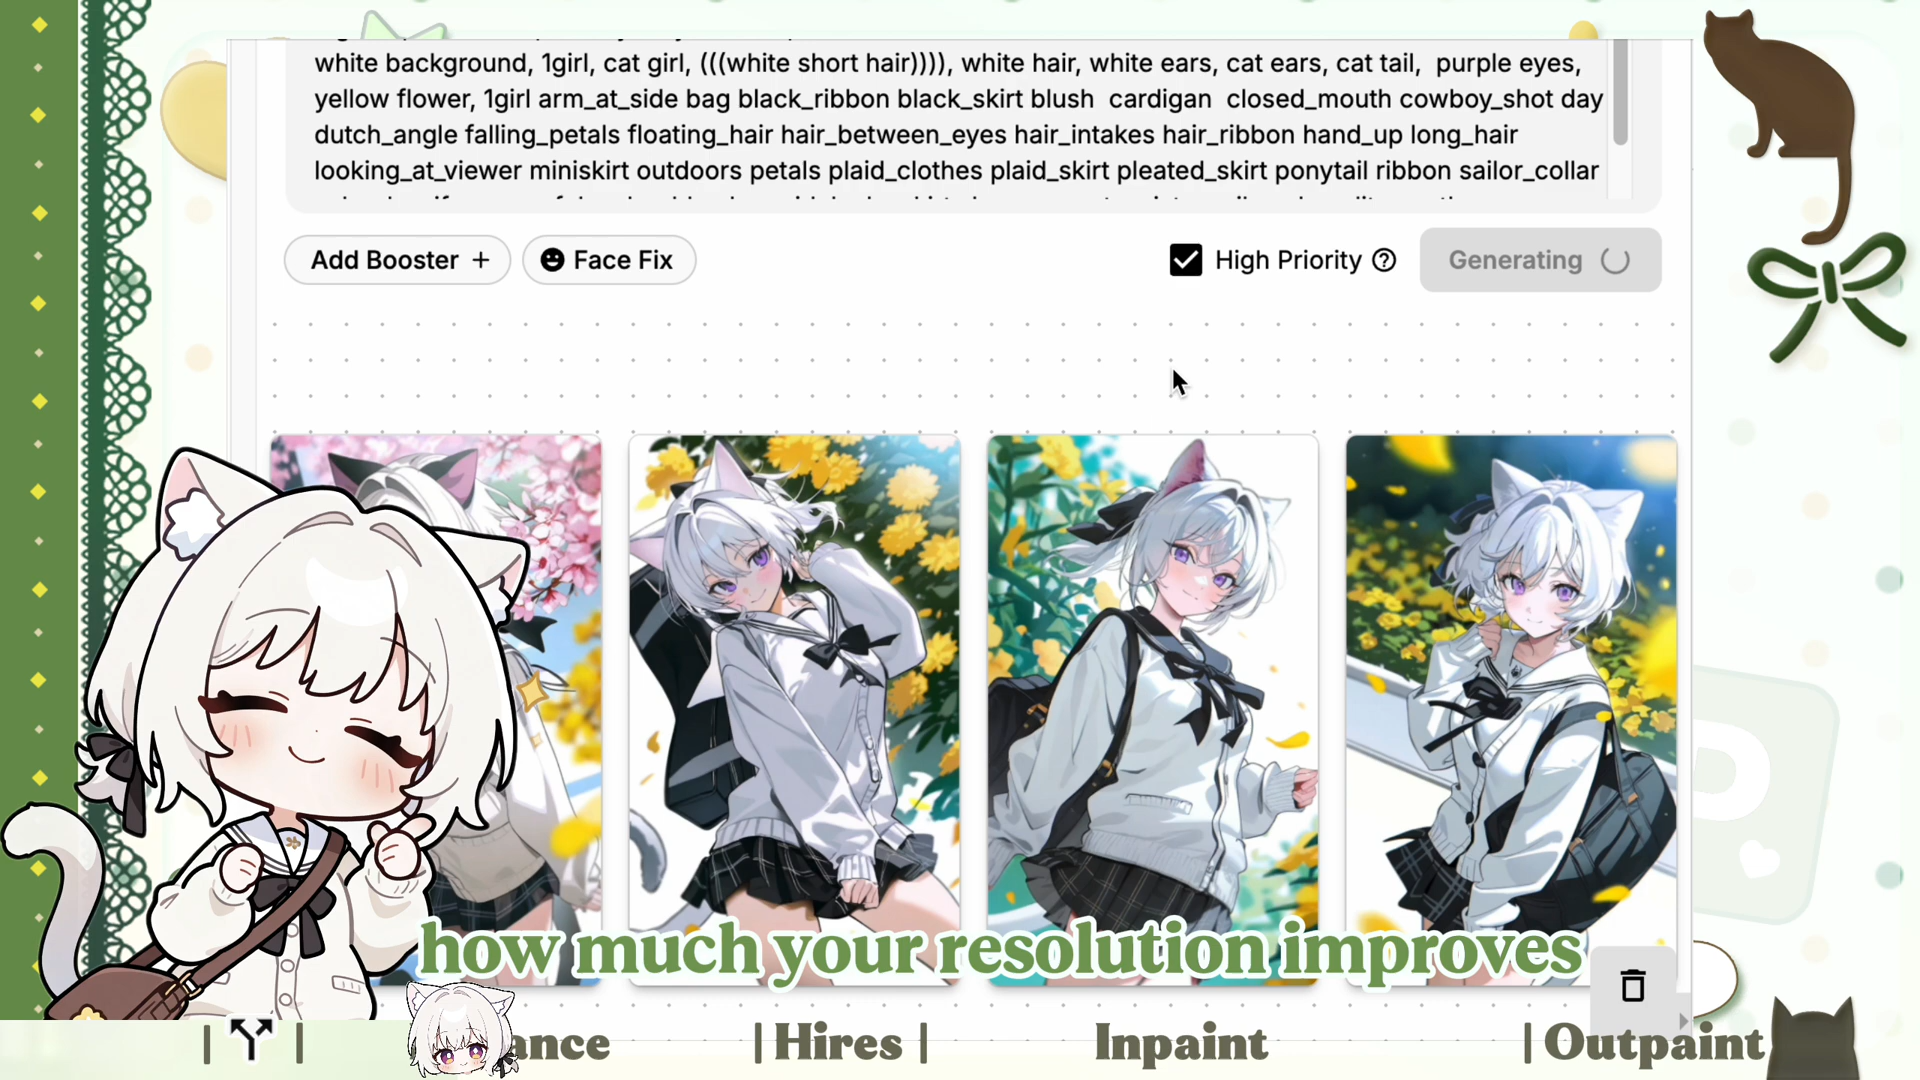 white background, 1girl, cat girl, (((white short hair)))), white hair, white ears, cat ears, cat tail,  purple eyes,
yellow flower, 1girl arm_at_side bag black_ribbon black_skirt blush  cardigan  closed_mouth cowboy_shot day
dutch_angle falling_petals floating_hair hair_between_eyes hair_intakes hair_ribbon hand_up long_hair
looking_at_viewer miniskirt outdoors petals plaid_clothes plaid_skirt pleated_skirt ponytail ribbon sailor_collar
Add Booster +
Face Fix
High Priority
Generating
how much your resolution improves
ance
| Hires |
Inpaint
| Outpaint